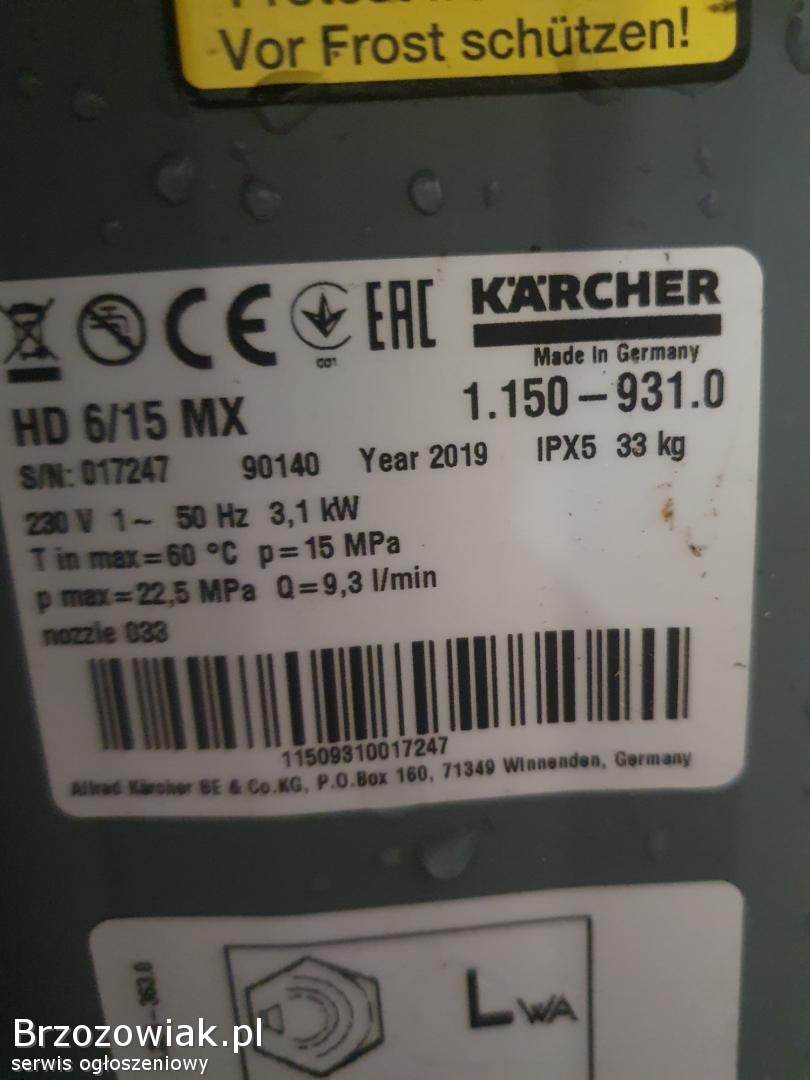 Vor Frost schützen!
CE 001 EAC KÄRCHER
Made in Germany
HD 6/15 MX 1.150-931.0
S/N: 017247 90140 Year 2019 IPX5 33 kg
230 V 1~ 50 Hz 3,1 kW
T in max=60 °C p=15 MPa
p max=22,5 MPa Q=9,3 l/min
nozzle 033
11509310017247
Alfred Kärcher SE & Co.KG, P.O.Box 160, 71349 Winnenden, Germany
LWA
Brzozowiak.pl
serwis ogłoszeniowy